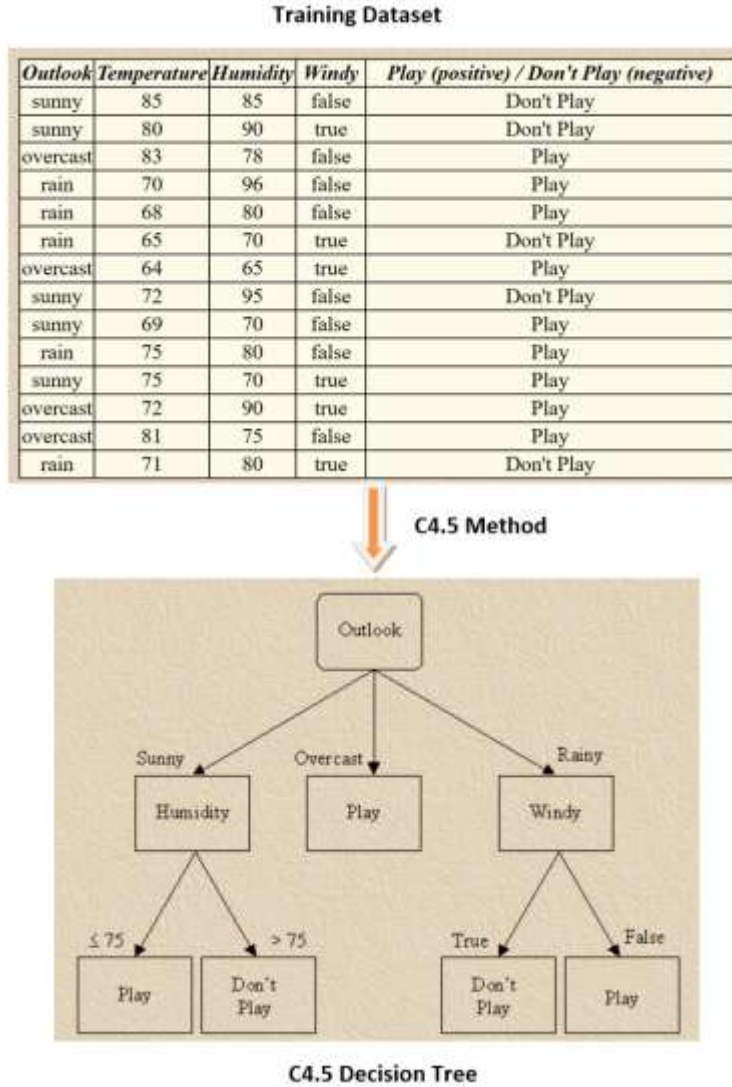 Training Dataset
Outlook Temperature Humidity Windy Play (positive) / Don't Play (negative)
sunny 85 85 false Don't Play
sunny 80 90 true Don't Play
overcast 83 78 false Play
rain 70 96 false Play
rain 68 80 false Play
rain 65 70 true Don't Play
overcast 64 65 true Play
sunny 72 95 false Don't Play
sunny 69 70 false Play
rain 75 80 false Play
sunny 75 70 true Play
overcast 72 90 true Play
overcast 81 75 false Play
rain 71 80 true Don't Play
C4.5 Method
Outlook
Sunny Overcast Rainy
Humidity Play Windy
≤ 75 > 75 True False
Play Don't Play Don't Play Play
C4.5 Decision Tree